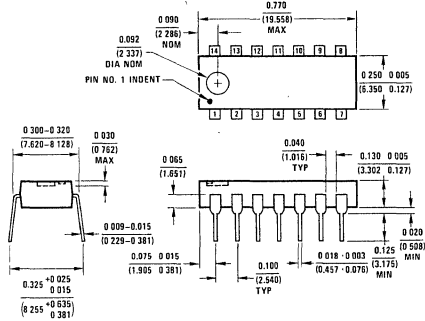 0.770
(19.558)
MAX
0.090
(2 286)
NOM
0.092
(2 337)
DIA NOM
PIN NO. 1 INDENT
14 13 12 11 10 9 8
1 2 3 4 5 6 7
0 250 0 005
(6.350 0.127)
0.300-0.320
(7.620-8 128)
0 030
(0 762)
MAX
0 065
(1.651)
0.040
(1.016)
TYP
0.130 0 005
(3.302 0.127)
0 009-0.015
(0 229-0 381)
0.020
(0 508)
MIN
0.075 0 015
(1.905 0 381)
0.100
(2.540)
TYP
0 018 · 0 003
(0.457 · 0.076)
0.125
(3.175)
MIN
0.325 +0 025
0 015
(8 255 +0 635)
0 381